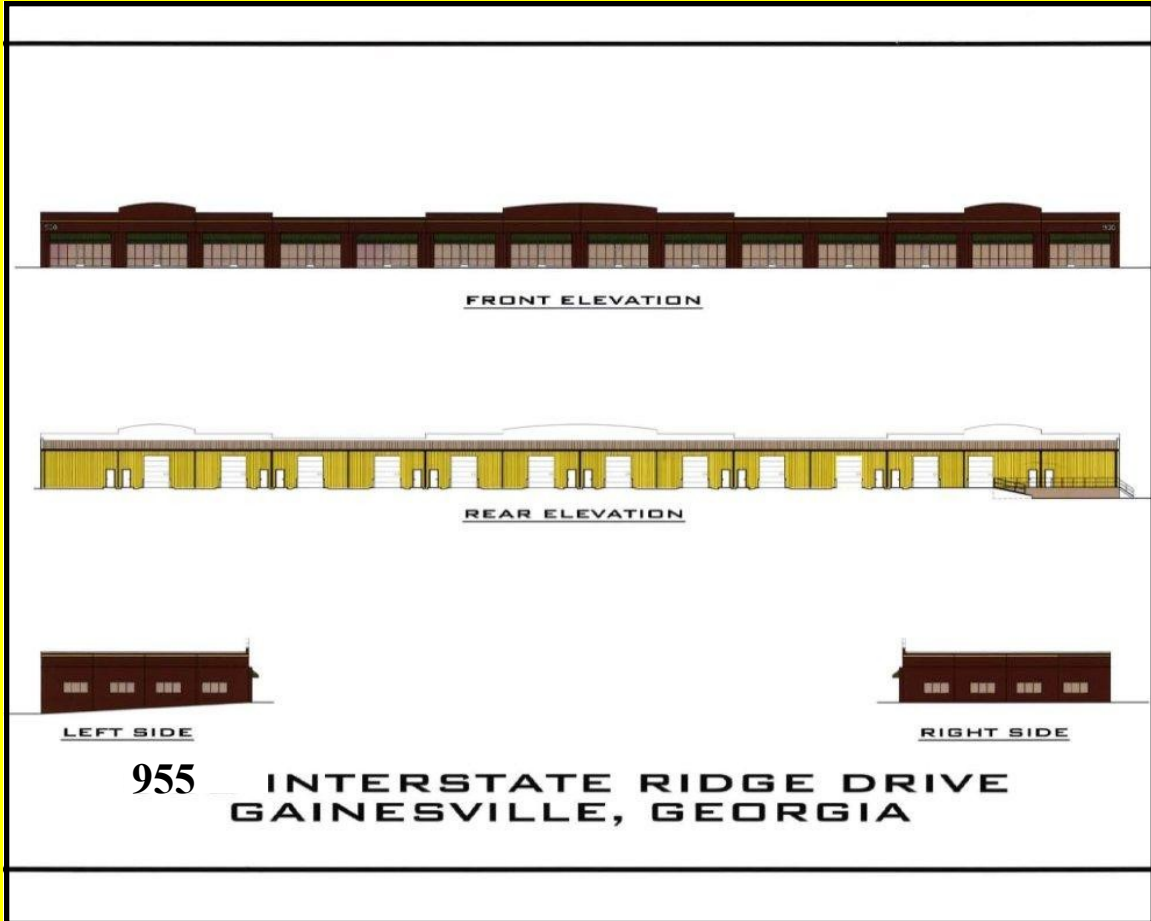 FRONT ELEVATION
REAR ELEVATION
LEFT SIDE
RIGHT SIDE
955 INTERSTATE RIDGE DRIVE
GAINESVILLE, GEORGIA